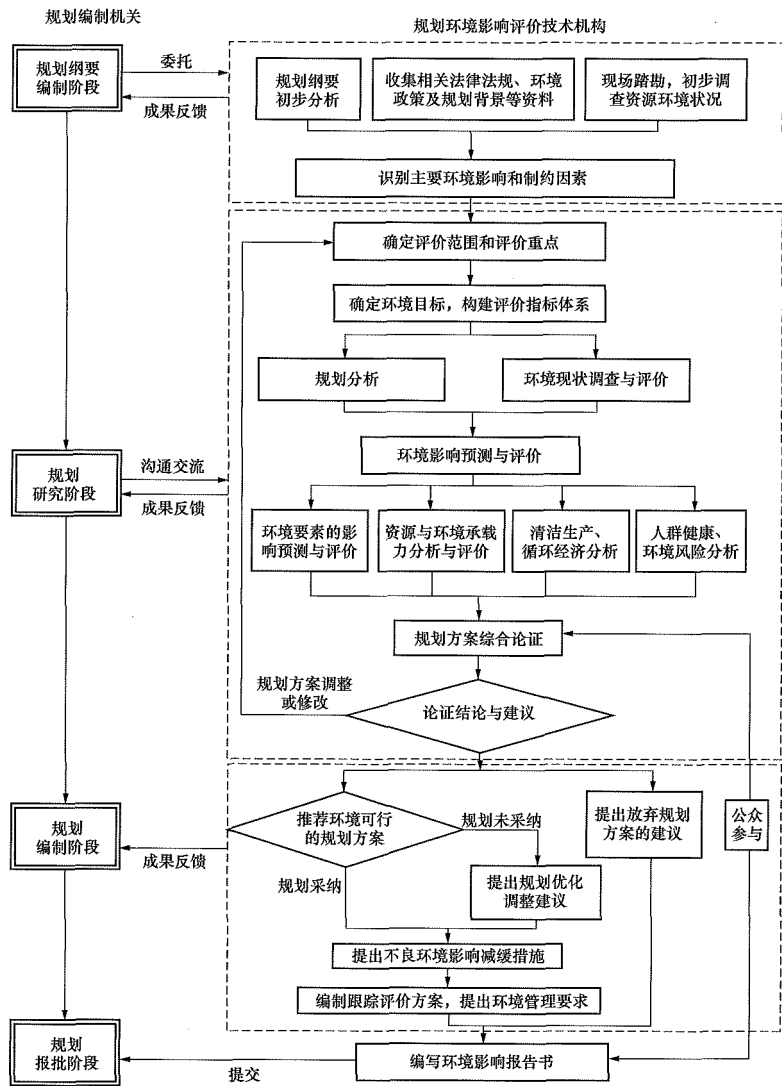 规划编制机关
规划环境影响评价技术机构
规划纲要
编制阶段
委托
成果反馈
规划纲要
初步分析
收集相关法律法规、环境
政策及规划背景等资料
现场踏勘，初步调
查资源环境状况
识别主要环境影响和制约因素
确定评价范围和评价重点
确定环境目标，构建评价指标体系
规划分析
环境现状调查与评价
环境影响预测与评价
规划
研究阶段
沟通交流
成果反馈
环境要素的影
响预测与评价
资源与环境承载
力分析与评价
清洁生产、
循环经济分析
人群健康、
环境风险分析
规划方案综合论证
规划方案调整
或修改
论证结论与建议
规划
编制阶段
成果反馈
推荐环境可行
的规划方案
规划未采纳
提出放弃规划
方案的建议
公众
参与
规划采纳
提出规划优化
调整建议
提出不良环境影响减缓措施
编制跟踪评价方案，提出环境管理要求
规划
报批阶段
提交
编写环境影响报告书